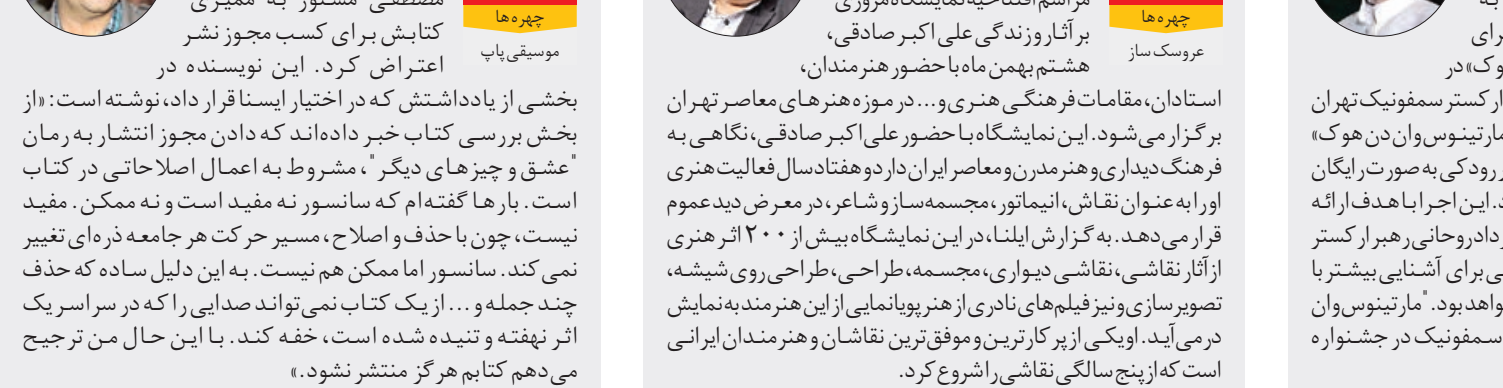 به
رای
وک» در
ارکستر سمفونیک تهران
مارتینوس وان دن هوک»
ر رودکی به صورت رایگان
د. این اجرا با هدف ارائه
ردادروحانی رهبر ارکستر
ی برای آشنایی بیشتر با
واهد بود. "مارتینوس وان
سمفونیک در جشنواره
چهره‌ها
عروسک ساز
مراسم افتتاحیه نمایشگاه مروری
بر آثار و زندگی علی اکبر صادقی،
هشتم بهمن ماه با حضور هنرمندان،
استادان، مقامات فرهنگی هنری و... در موزه هنرهای معاصر تهران
برگزار می‌شود. این نمایشگاه با حضور علی اکبر صادقی، نگاهی به
فرهنگ دیداری و هنر مدرن و معاصر ایران دارد و هفتاد سال فعالیت هنری
او را به عنوان نقاش، انیماتور، مجسمه‌ساز و شاعر، در معرض دید عموم
قرار می‌دهد. به گزارش ایلنا، در این نمایشگاه بیش از ۲۰۰ اثر هنری
از آثار نقاشی، نقاشی دیواری، مجسمه، طراحی، طراحی روی شیشه،
تصویرسازی و نیز فیلم‌های نادری از هنر پویانمایی از این هنرمند به نمایش
درمی‌آید. او یکی از پرکارترین و موفق‌ترین نقاشان و هنرمندان ایرانی
است که از پنج سالگی نقاشی را شروع کرد.
چهره‌ها
موسیقی پاپ
مصطفی مستور به ممیزی
کتابش برای کسب مجوز نشر
اعتراض کرد. این نویسنده در
بخشی از یادداشتش که در اختیار ایسنا قرار داد، نوشته است: «از
بخش بررسی کتاب خبر داده‌اند که دادن مجوز انتشار به رمان
"عشق و چیزهای دیگر"، مشروط به اعمال اصلاحاتی در کتاب
است. بارها گفته‌ام که سانسور نه مفید است و نه ممکن. مفید
نیست، چون با حذف و اصلاح، مسیر حرکت هر جامعه ذره‌ای تغییر
نمی‌کند. سانسور اما ممکن هم نیست. به این دلیل ساده که حذف
چند جمله و... از یک کتاب نمی‌تواند صدایی را که در سراسر یک
اثر نهفته و تنیده شده است، خفه کند. با این حال من ترجیح
می‌دهم کتابم هرگز منتشر نشود.»